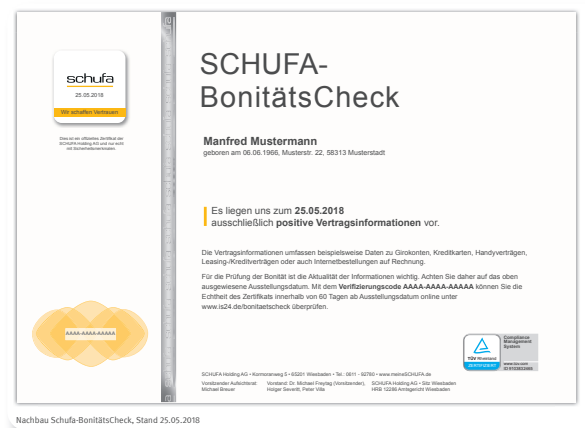 schufa
25.05.2018
Wir schaffen Vertrauen
Dies ist ein offizielles Zertifikat der
SCHUFA Holding AG und nur echt
mit Sicherheitsmerkmalen.
AAAA-AAAA-AAAAA
SCHUFA-
BonitätsCheck
Manfred Mustermann
geboren am 06.06.1966, Musterstr. 22, 58313 Musterstadt
Es liegen uns zum 25.05.2018
ausschließlich positive Vertragsinformationen vor.
Die Vertragsinformationen umfassen beispielsweise Daten zu Girokonten, Kreditkarten, Handyverträgen,
Leasing-/Kreditverträgen oder auch Internetbestellungen auf Rechnung.
Für die Prüfung der Bonität ist die Aktualität der Informationen wichtig. Achten Sie daher auf das oben
ausgewiesene Ausstellungsdatum. Mit dem Verifizierungscode AAAA-AAAA-AAAAA können Sie die
Echtheit des Zertifikats innerhalb von 60 Tagen ab Ausstellungsdatum online unter
www.is24.de/bonitaetscheck überprüfen.
TÜV Rheinland
ZERTIFIZIERT
Compliance
Management
System
www.tuv.com
SCHUFA Holding AG • Kormoranweg 5 • 65201 Wiesbaden • Tel.: 0611 - 92780 • www.meineSCHUFA.de
Vorsitzender Aufsichtsrat: Vorstand: Dr. Michael Freytag (Vorsitzender), SCHUFA Holding AG • Sitz Wiesbaden
Michael Breuer Holger Severitt, Peter Villa HRB 12286 Amtsgericht Wiesbaden
Nachbau Schufa-BonitätsCheck, Stand 25.05.2018